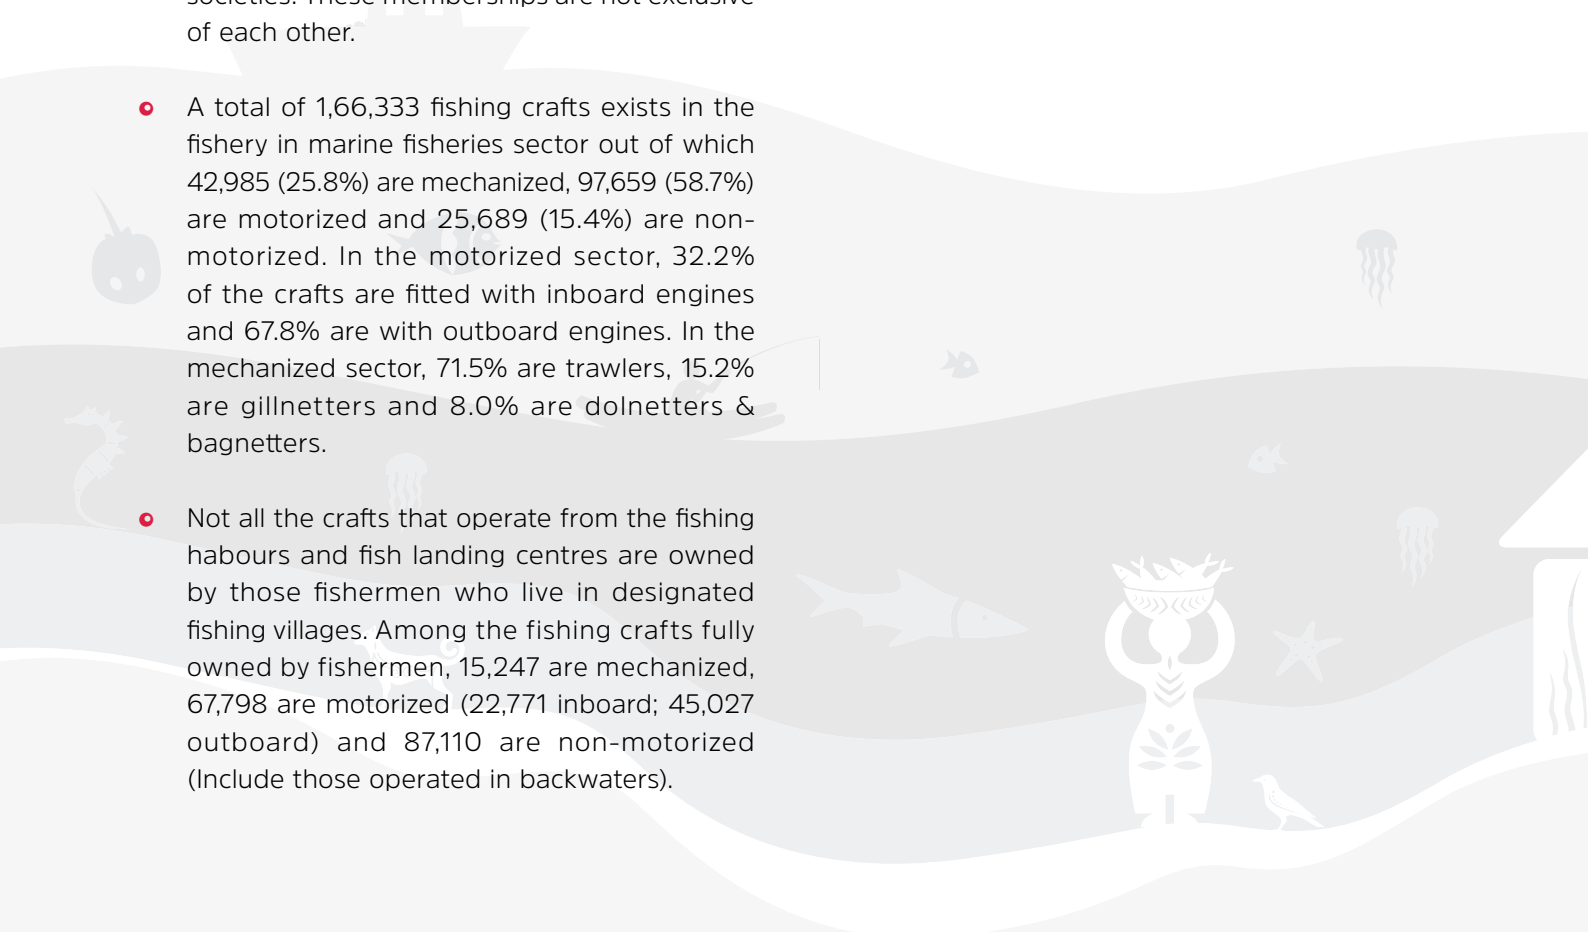 societies. These memberships are not exclusive
of each other.
A total of 1,66,333 fishing crafts exists in the
fishery in marine fisheries sector out of which
42,985 (25.8%) are mechanized, 97,659 (58.7%)
are motorized and 25,689 (15.4%) are non-
motorized. In the motorized sector, 32.2%
of the crafts are fitted with inboard engines
and 67.8% are with outboard engines. In the
mechanized sector, 71.5% are trawlers, 15.2%
are gillnetters and 8.0% are dolnetters &
bagnetters.
Not all the crafts that operate from the fishing
habours and fish landing centres are owned
by those fishermen who live in designated
fishing villages. Among the fishing crafts fully
owned by fishermen, 15,247 are mechanized,
67,798 are motorized (22,771 inboard; 45,027
outboard) and 87,110 are non-motorized
(Include those operated in backwaters).